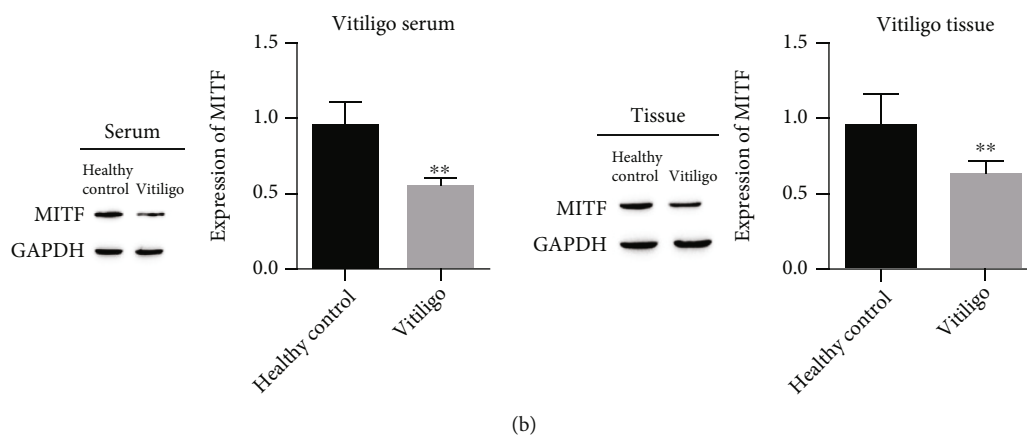 Serum
Healthy
control Vitiligo
MITF
GAPDH
Vitiligo serum
Expression of MITF
1.5
1.0
0.5
0.0
**
Healthy control
Vitiligo
Tissue
Healthy
control Vitiligo
MITF
GAPDH
Vitiligo tissue
Expression of MITF
1.5
1.0
0.5
0.0
**
Healthy control
Vitiligo
(b)